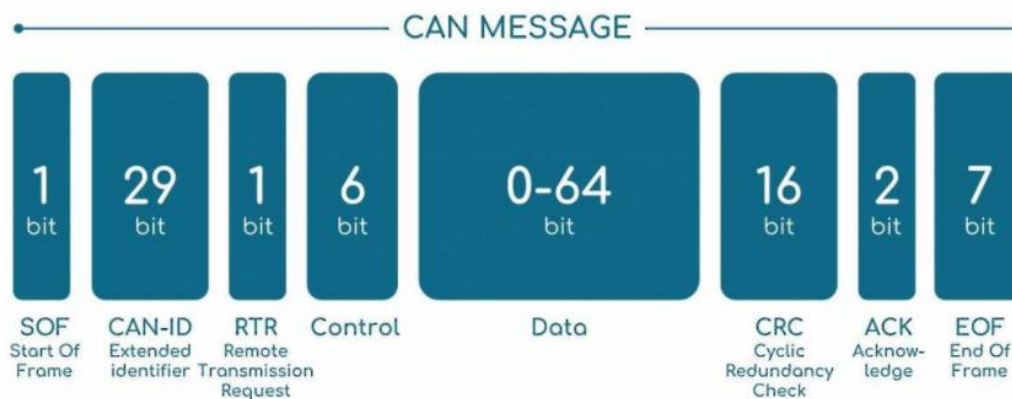 CAN MESSAGE
1
bit
29
bit
1
bit
6
bit
0-64
bit
16
bit
2
bit
7
bit
SOF
Start Of
Frame
CAN-ID
Extended
identifier
RTR
Remote
Transmission
Request
Control
Data
CRC
Cyclic
Redundancy
Check
ACK
Acknow-
ledge
EOF
End Of
Frame